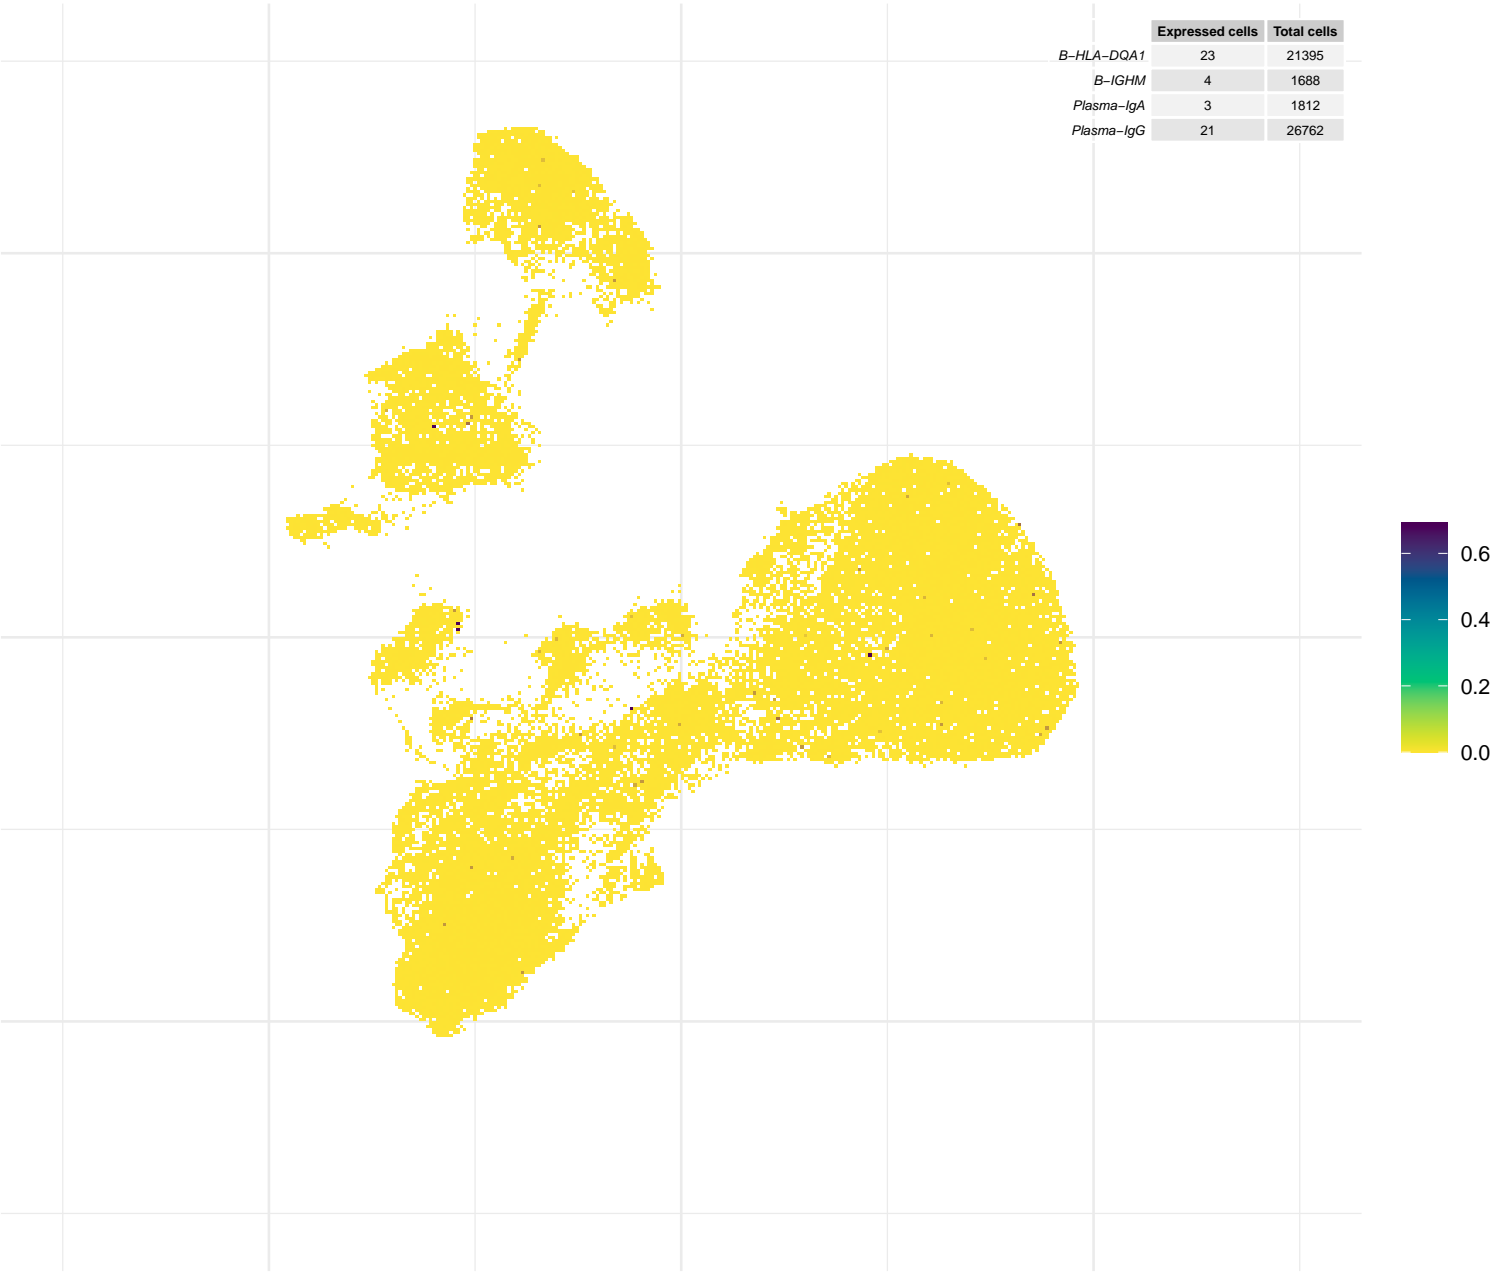 Expressed cells Total cells
B−HLA−DQA1 23 21395
B−IGHM 4 1688
Plasma−IgA 3 1812
Plasma−IgG 21 26762
0.6
0.4
0.2
0.0